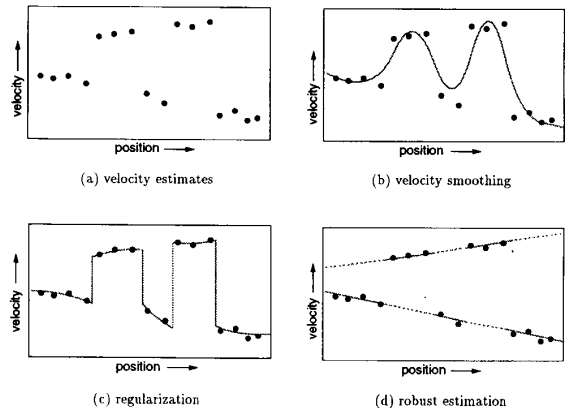 velocity
position
(a) velocity estimates
velocity
position
(b) velocity smoothing
velocity
position
(c) regularization
velocity
position
(d) robust estimation